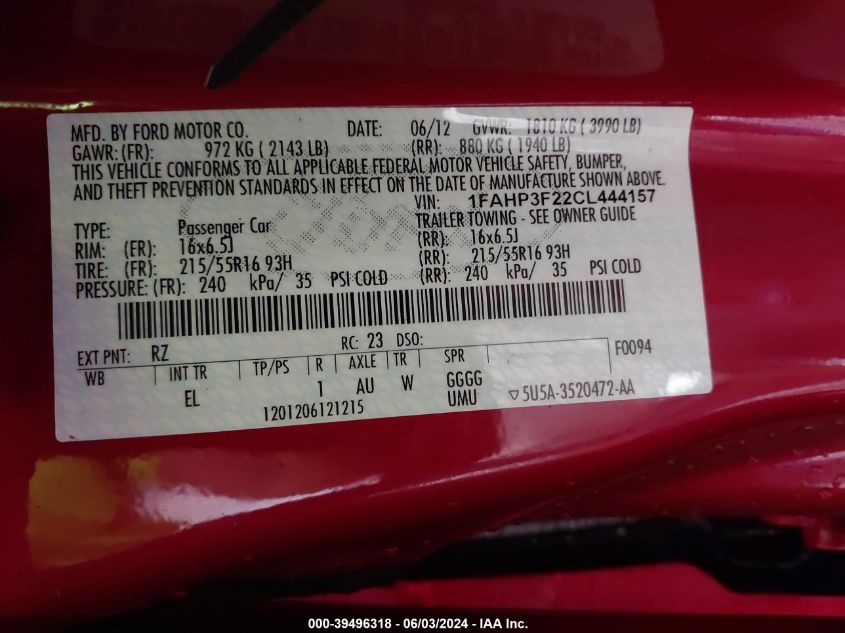 MFD. BY FORD MOTOR CO. DATE: 06/12 GVWR: 1810 KG ( 3990 LB)
GAWR: (FR): 972 KG ( 2143 LB) (RR): 880 KG ( 1940 LB)
THIS VEHICLE CONFORMS TO ALL APPLICABLE FEDERAL MOTOR VEHICLE SAFETY, BUMPER,
AND THEFT PREVENTION STANDARDS IN EFFECT ON THE DATE OF MANUFACTURE SHOWN ABOVE.
VIN: 1FAHP3F22CL444157
TYPE: Passenger Car TRAILER TOWING - SEE OWNER GUIDE
RIM: (FR): 16x6.5J (RR): 16x6.5J
TIRE: (FR): 215/55R16 93H (RR): 215/55R16 93H
PRESSURE: (FR): 240 kPa/ 35 PSI COLD (RR): 240 kPa/ 35 PSI COLD
EXT PNT: RZ RC: 23 DSO: F0094
WB INT TR TP/PS R AXLE TR SPR
EL 1 AU W GGGG
1201206121215 UMU ▽5U5A-3520472-AA
000-39496318 - 06/03/2024 - IAA Inc.